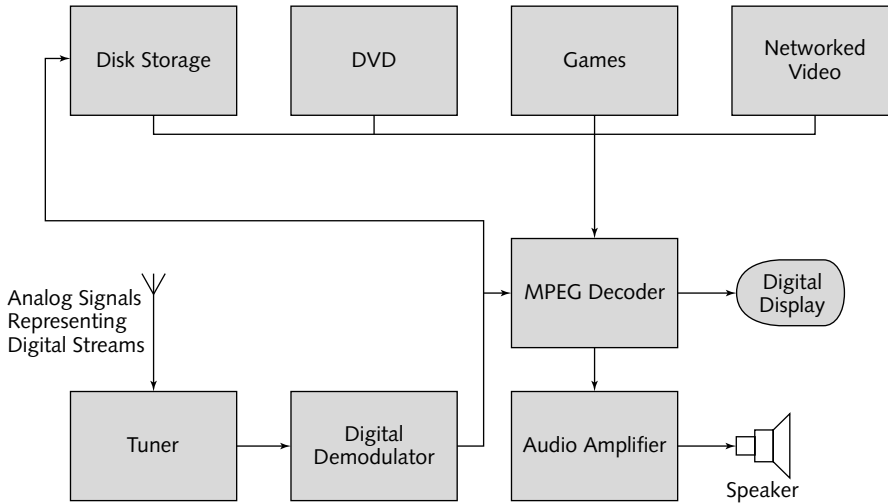 Disk Storage
DVD
Games
Networked
Video
Analog Signals
Representing
Digital Streams
MPEG Decoder
Digital
Display
Tuner
Digital
Demodulator
Audio Amplifier
Speaker